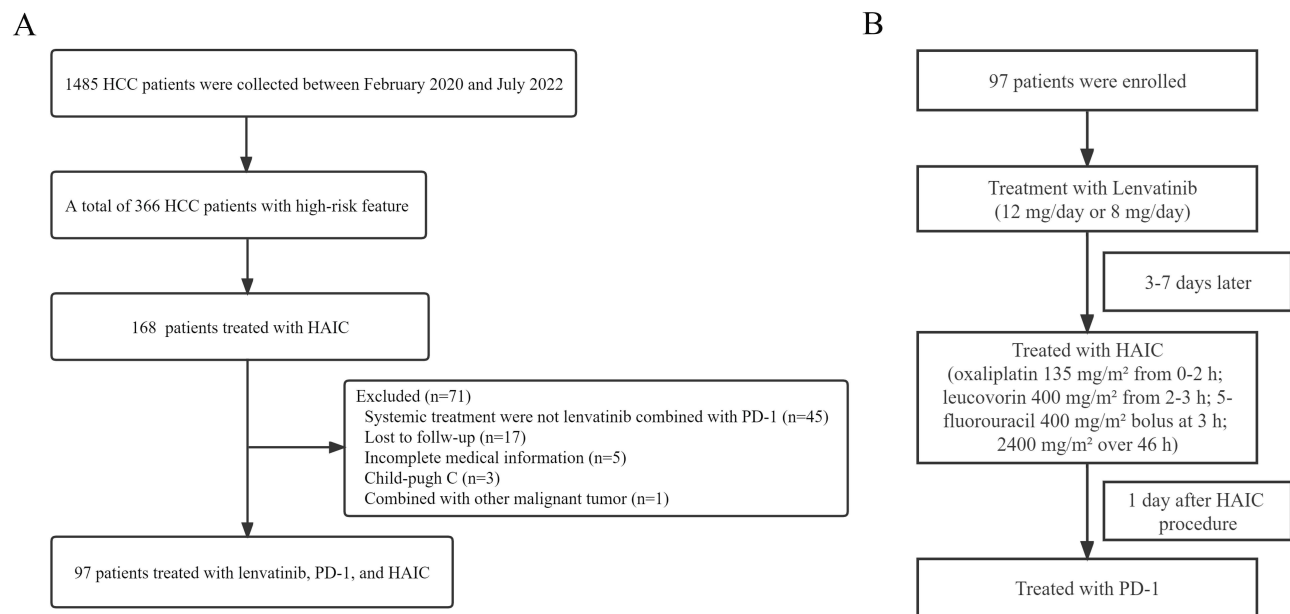 A
1485 HCC patients were collected between February 2020 and July 2022
A total of 366 HCC patients with high-risk feature
168 patients treated with HAIC
Excluded (n=71)
Systemic treatment were not lenvatinib combined with PD-1 (n=45)
Lost to follw-up (n=17)
Incomplete medical information (n=5)
Child-pugh C (n=3)
Combined with other malignant tumor (n=1)
97 patients treated with lenvatinib, PD-1, and HAIC
B
97 patients were enrolled
Treatment with Lenvatinib
(12 mg/day or 8 mg/day)
3-7 days later
Treated with HAIC
(oxaliplatin 135 mg/m² from 0-2 h;
leucovorin 400 mg/m² from 2-3 h; 5-
fluorouracil 400 mg/m² bolus at 3 h;
2400 mg/m² over 46 h)
1 day after HAIC
procedure
Treated with PD-1